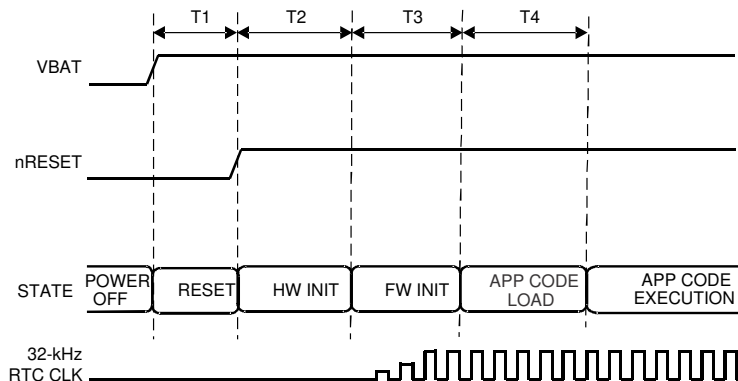 T1 T2 T3 T4
VBAT
nRESET
STATE
POWER
OFF
RESET
HW INIT
FW INIT
APP CODE
LOAD
APP CODE
EXECUTION
32-kHz
RTC CLK